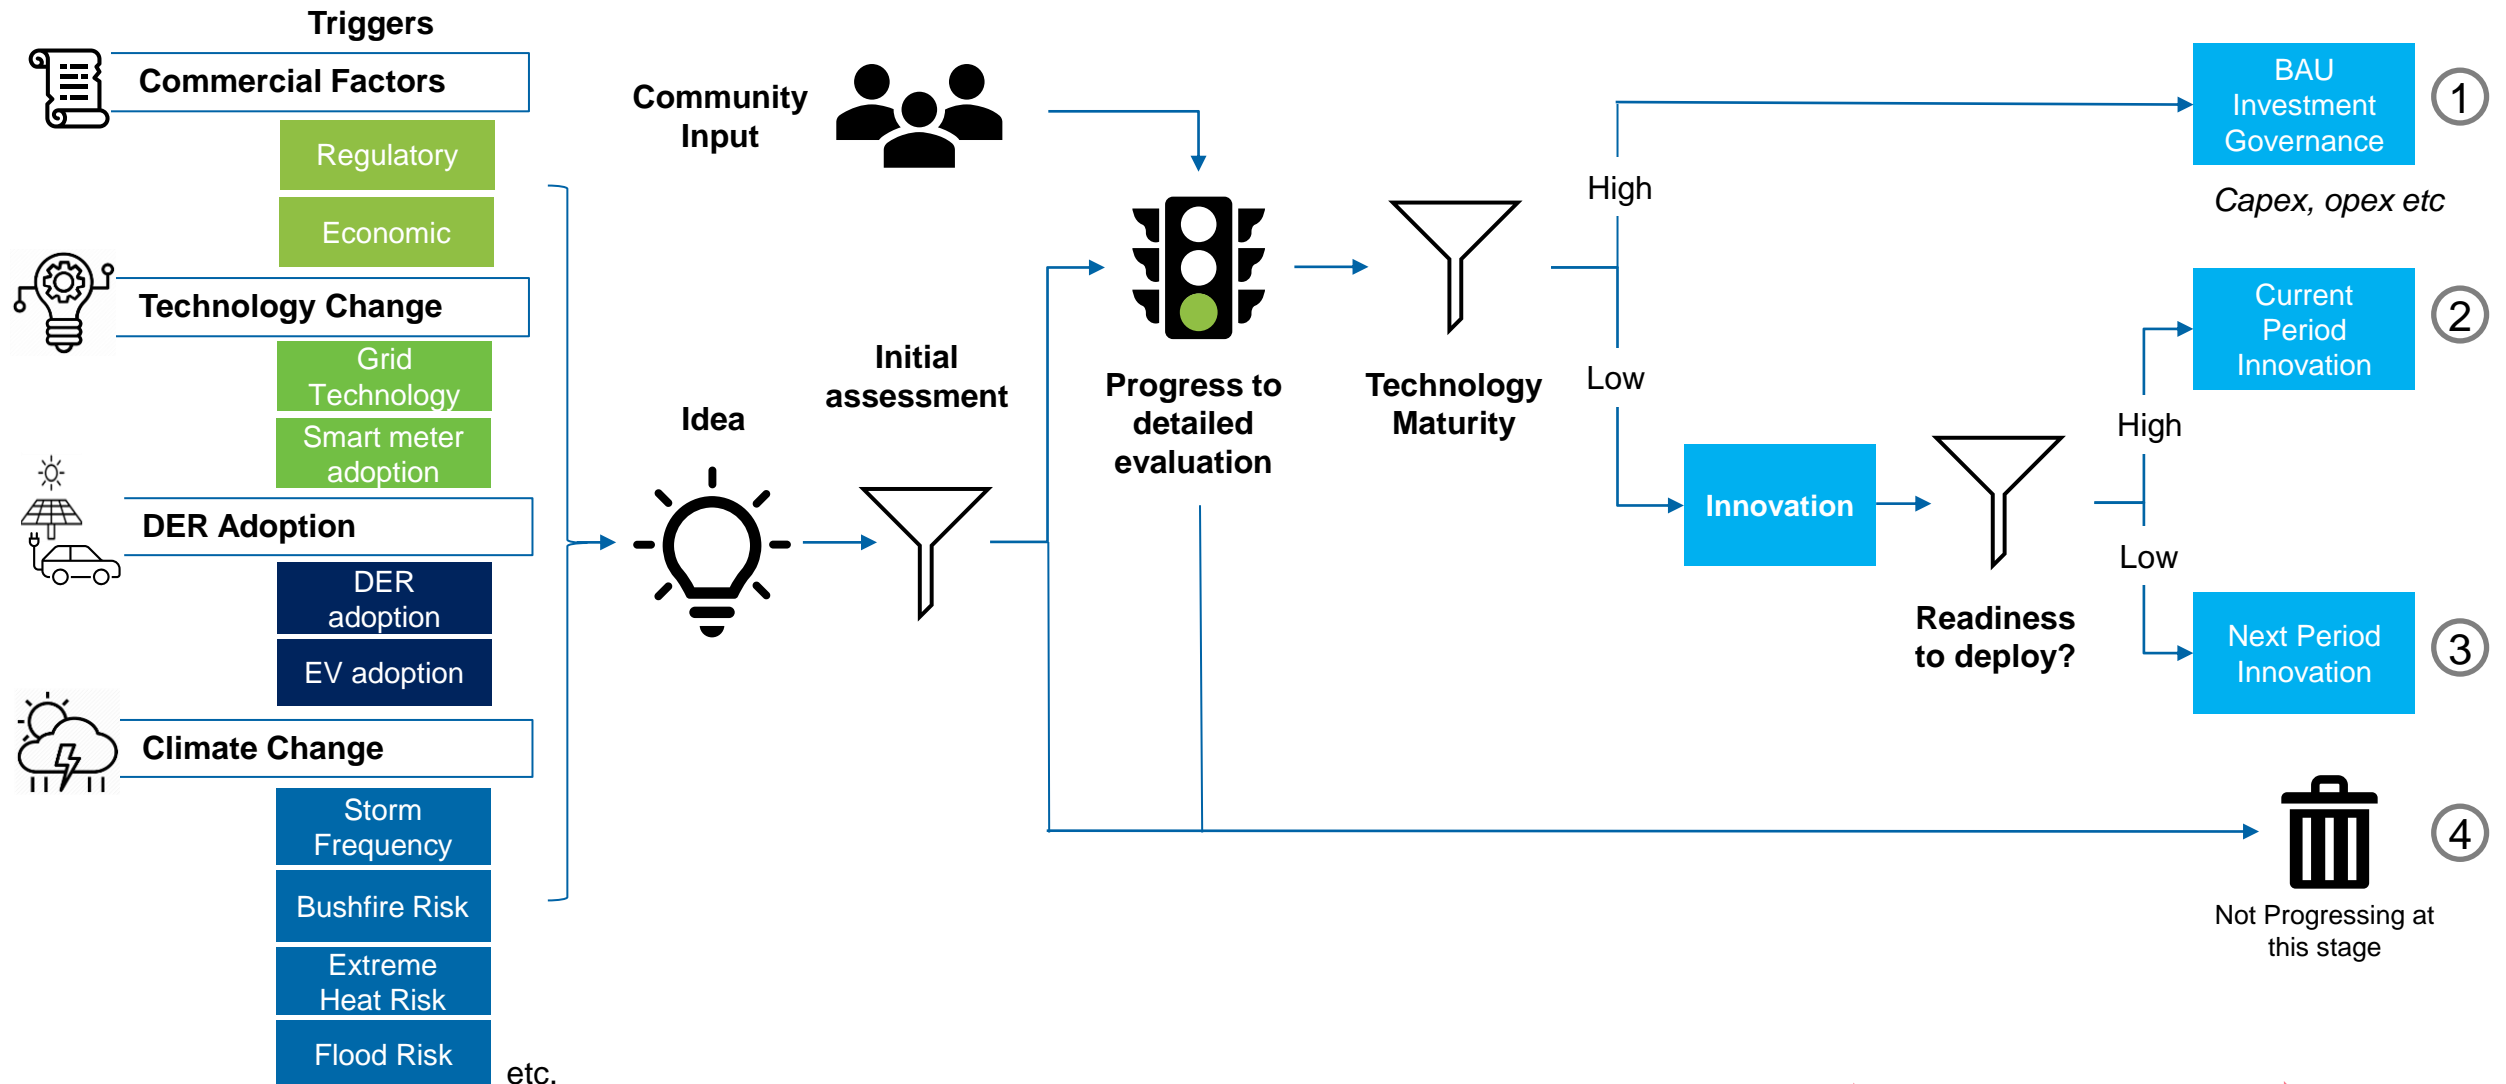 Triggers
Commercial Factors
Regulatory
Economic
Technology Change
Grid
Technology
Smart meter
adoption
DER Adoption
DER
adoption
EV adoption
Climate Change
Storm
Frequency
Bushfire Risk
Extreme
Heat Risk
Flood Risk
etc.
Idea
Initial
assessment
Community
Input
Progress to
detailed
evaluation
Technology
Maturity
High
Low
Innovation
Readiness
to deploy?
High
Low
BAU
Investment
Governance
1
Capex, opex etc
Current
Period
Innovation
2
Next Period
Innovation
3
4
Not Progressing at
this stage